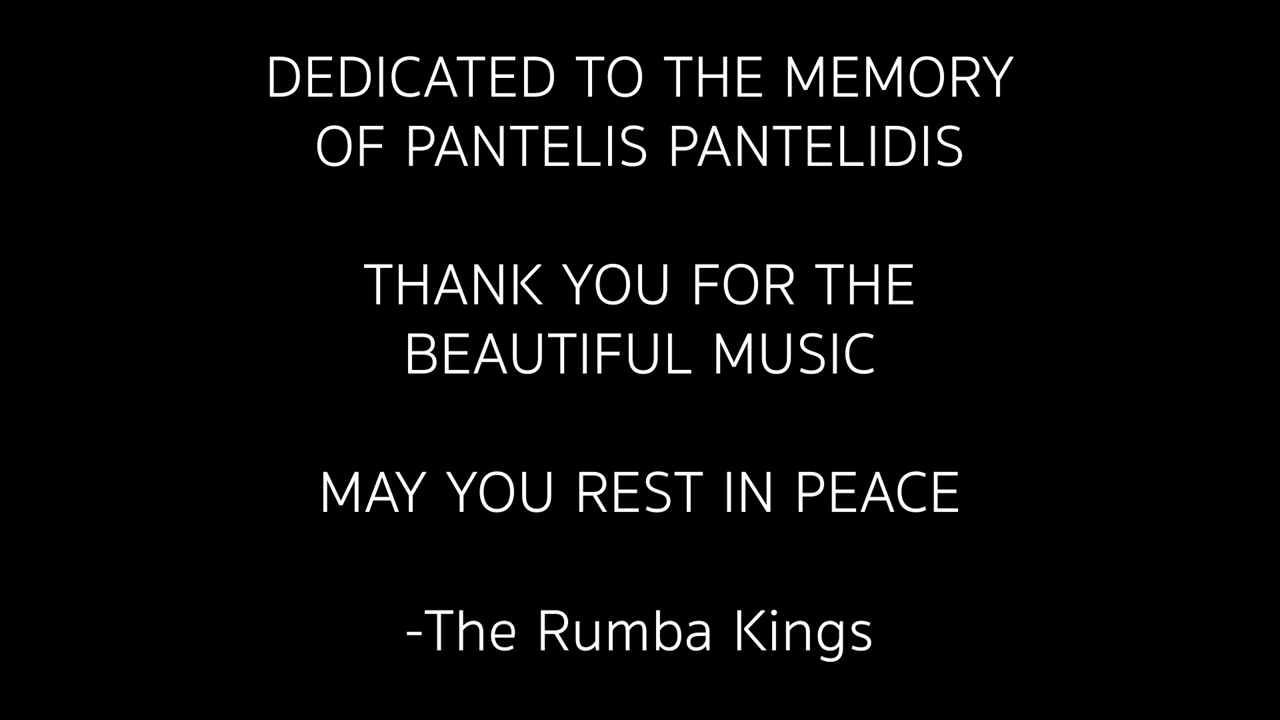 DEDICATED TO THE MEMORY
OF PANTELIS PANTELIDIS
THANK YOU FOR THE
BEAUTIFUL MUSIC
MAY YOU REST IN PEACE
-The Rumba Kings